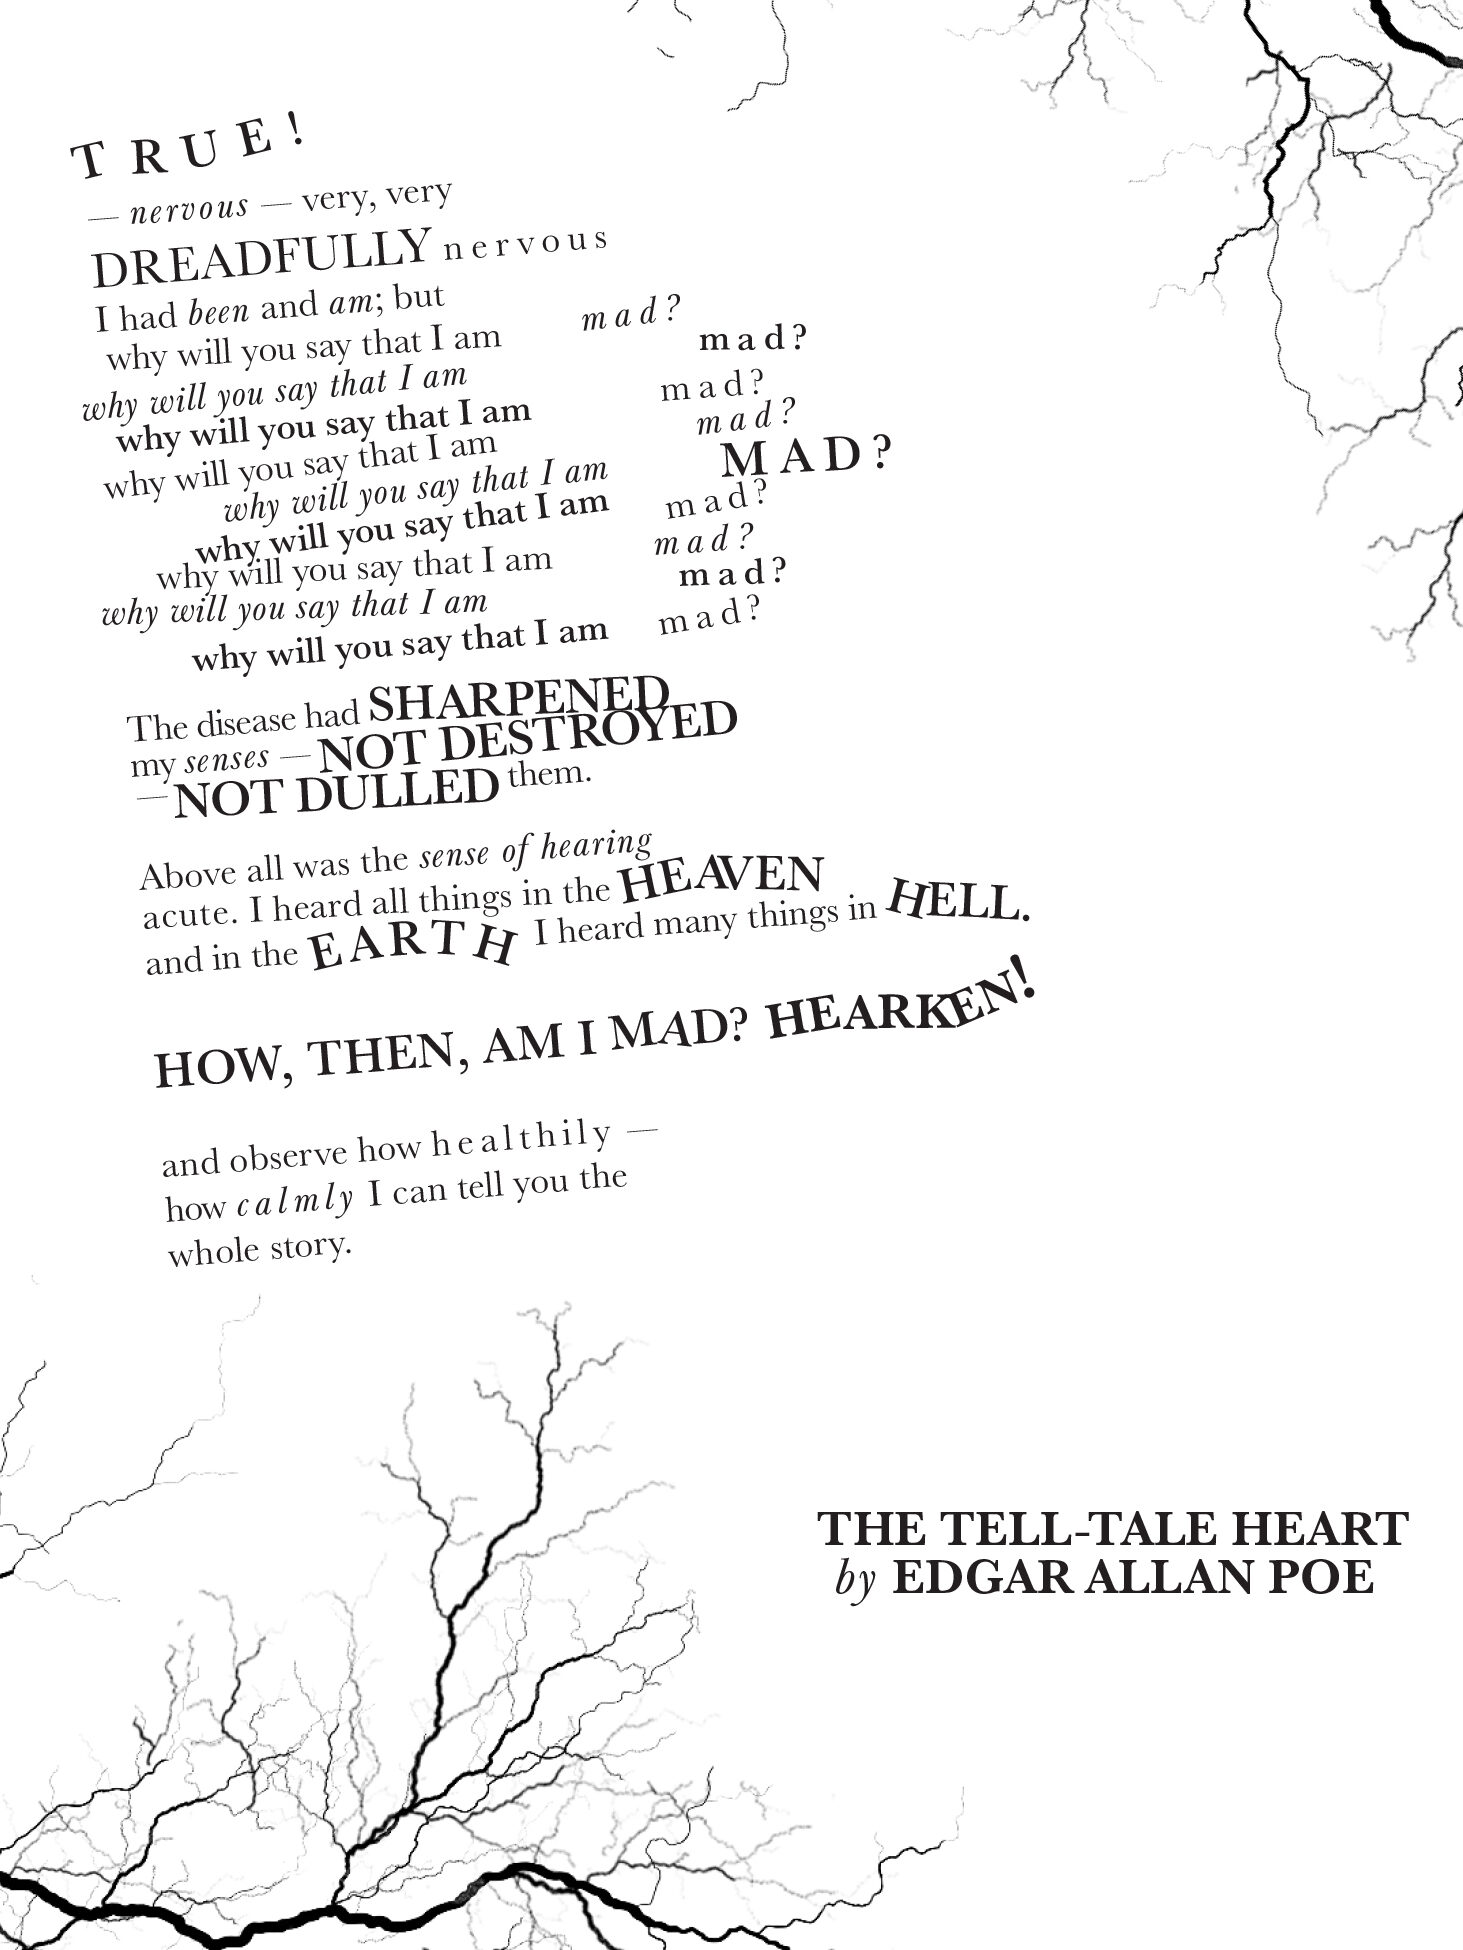 TRUE!
— nervous — very, very
DREADFULLY nervous
I had been and am; but
why will you say that I am mad?
why will you say that I am mad?
why will you say that I am mad?
why will you say that I am mad?
why will you say that I am MAD?
why will you say that I am mad?
why will you say that I am mad?
why will you say that I am mad?
why will you say that I am mad?
The disease had SHARPENED
my senses — NOT DESTROYED
— NOT DULLED them.
Above all was the sense of hearing
acute. I heard all things in the HEAVEN
and in the EARTH I heard many things in HELL.
HOW, THEN, AM I MAD? HEARKEN!
and observe how healthily —
how calmly I can tell you the
whole story.
THE TELL-TALE HEART
by EDGAR ALLAN POE